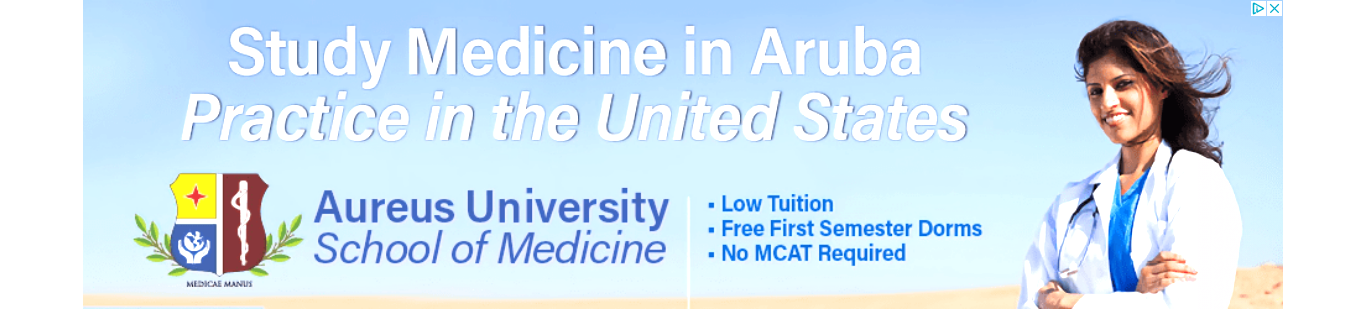 Study Medicine in Aruba
Practice in the United States
Aureus University
School of Medicine
MEDICAE MANUS
▪ Low Tuition
▪ Free First Semester Dorms
▪ No MCAT Required